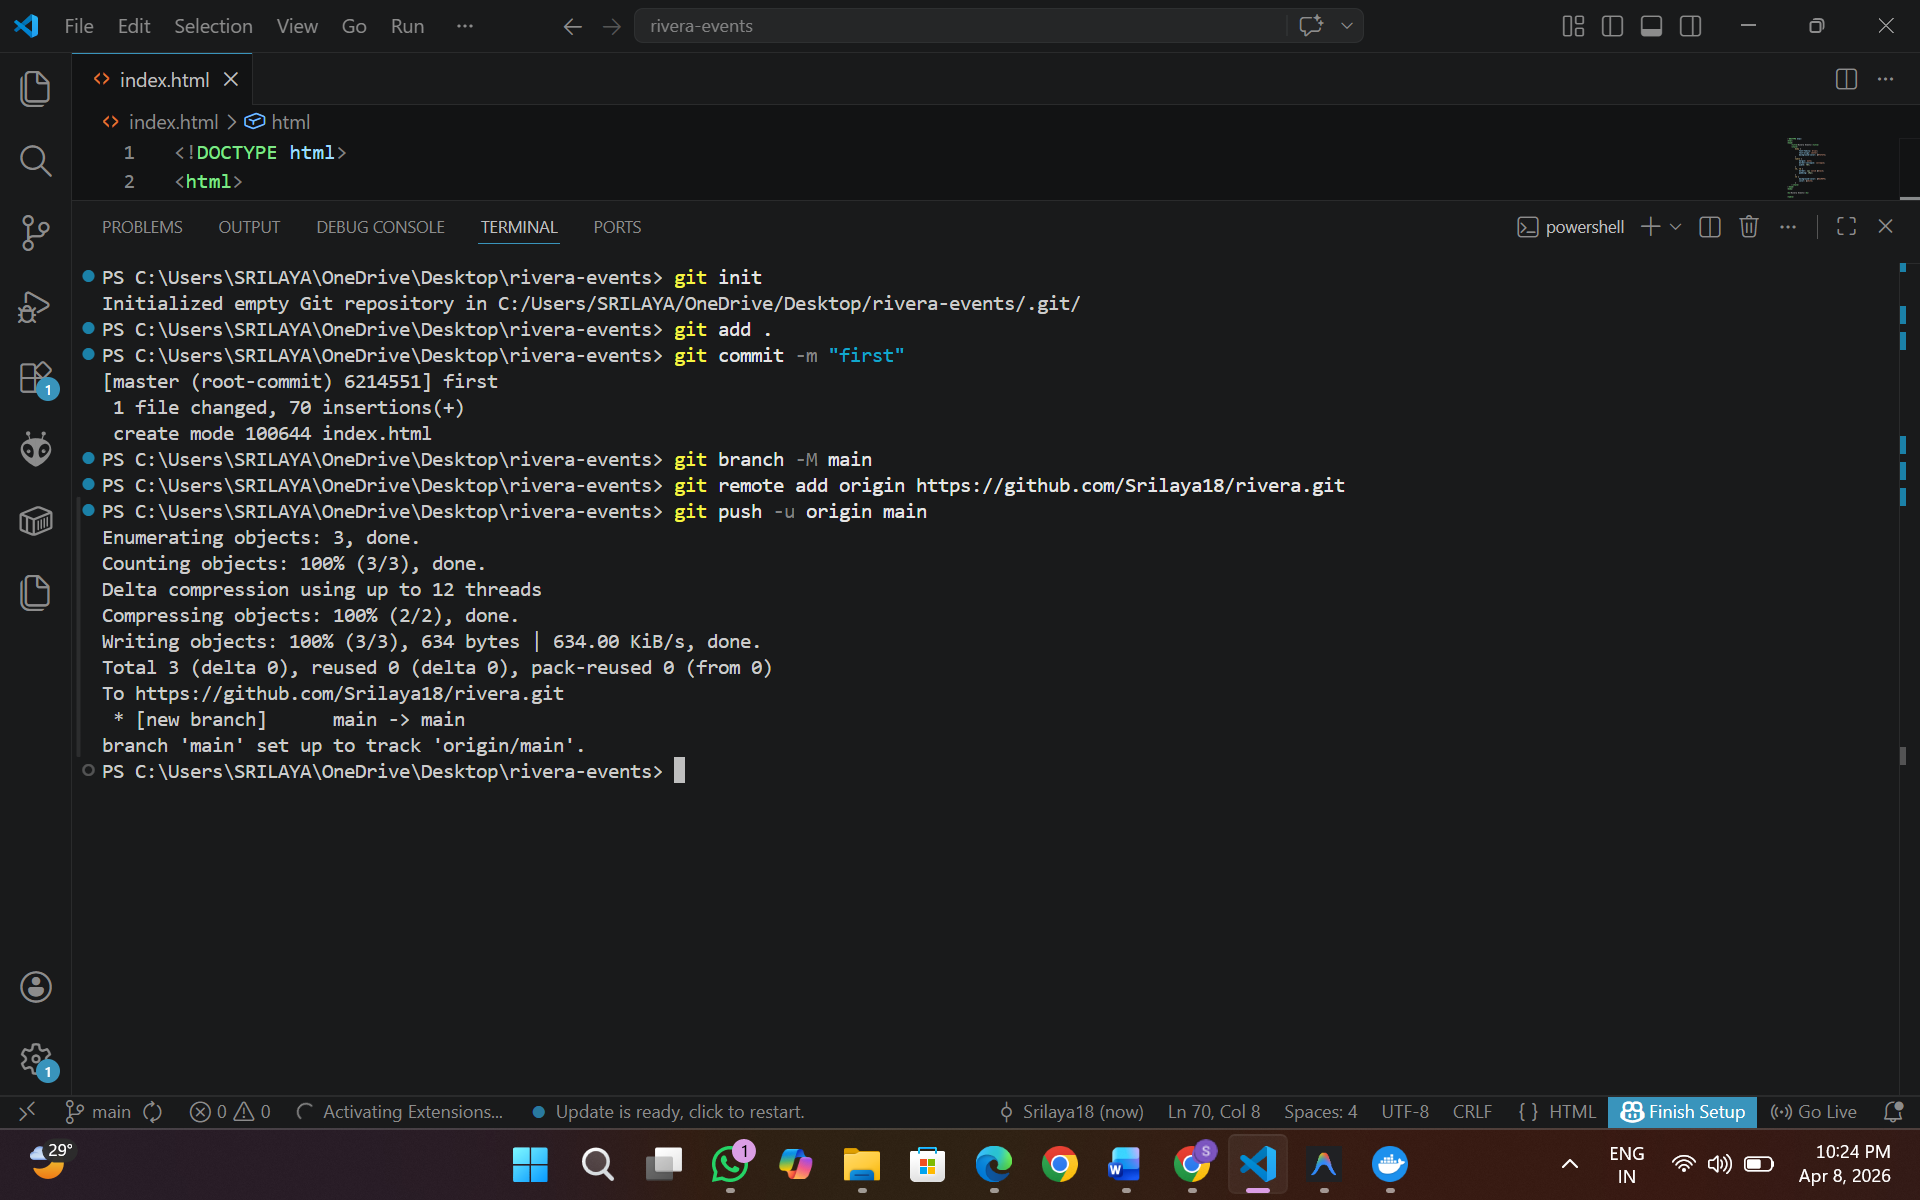 File Edit Selection View Go Run ···
rivera-events
index.html
index.html > html
1 <!DOCTYPE html>
2 <html>
PROBLEMS OUTPUT DEBUG CONSOLE TERMINAL PORTS
powershell
PS C:\Users\SRILAYA\OneDrive\Desktop\rivera-events> git init
Initialized empty Git repository in C:/Users/SRILAYA/OneDrive/Desktop/rivera-events/.git/
PS C:\Users\SRILAYA\OneDrive\Desktop\rivera-events> git add .
PS C:\Users\SRILAYA\OneDrive\Desktop\rivera-events> git commit -m "first"
[master (root-commit) 6214551] first
1 file changed, 70 insertions(+)
create mode 100644 index.html
PS C:\Users\SRILAYA\OneDrive\Desktop\rivera-events> git branch -M main
PS C:\Users\SRILAYA\OneDrive\Desktop\rivera-events> git remote add origin https://github.com/Srilaya18/rivera.git
PS C:\Users\SRILAYA\OneDrive\Desktop\rivera-events> git push -u origin main
Enumerating objects: 3, done.
Counting objects: 100% (3/3), done.
Delta compression using up to 12 threads
Compressing objects: 100% (2/2), done.
Writing objects: 100% (3/3), 634 bytes | 634.00 KiB/s, done.
Total 3 (delta 0), reused 0 (delta 0), pack-reused 0 (from 0)
To https://github.com/Srilaya18/rivera.git
* [new branch]      main -> main
branch 'main' set up to track 'origin/main'.
PS C:\Users\SRILAYA\OneDrive\Desktop\rivera-events>
1
1
main 0 0 Activating Extensions... Update is ready, click to restart. Srilaya18 (now) Ln 70, Col 8 Spaces: 4 UTF-8 CRLF {} HTML Finish Setup Go Live
29°
1
S
ENG
IN
10:24 PM
Apr 8, 2026